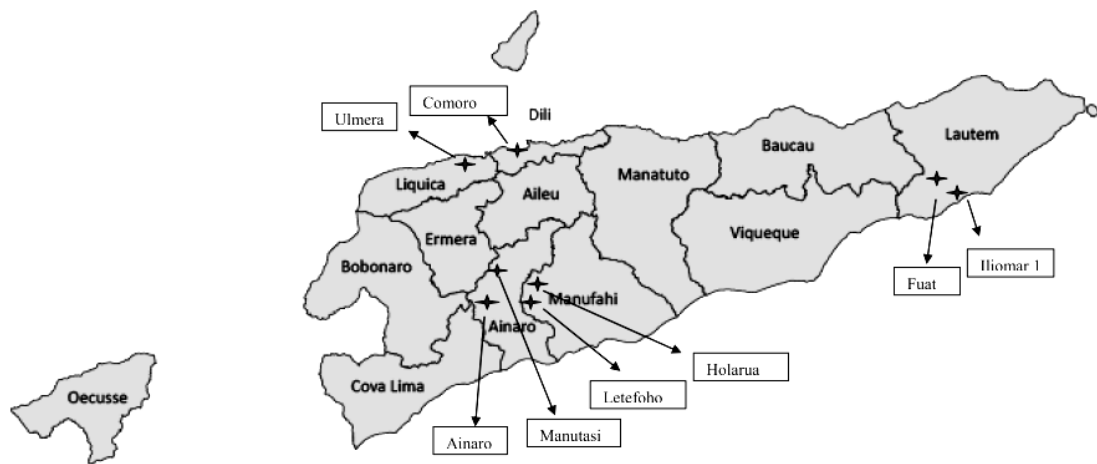 Comoro
Dili
Ulmera
Lautem
Baucau
Manatuto
Liquica
Aileu
Ermera
Viqueque
Bobonaro
Iliomar 1
Fuat
Manufahi
Ainaro
Holarua
Cova Lima
Letefoho
Oecusse
Ainaro
Manutasi